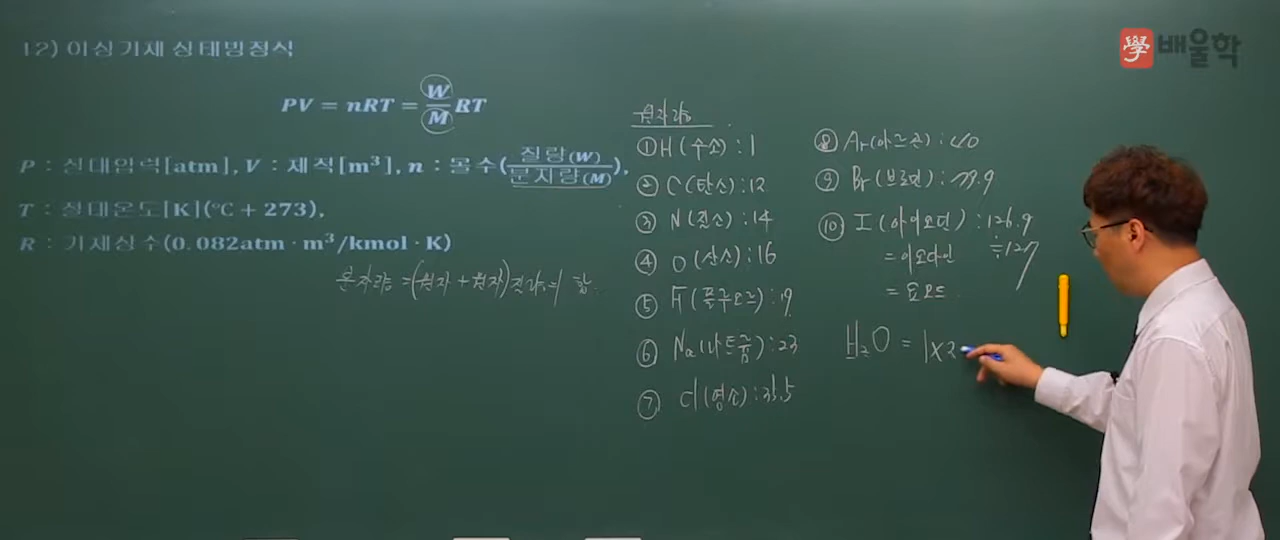 學 배울학
12) 이상기체 상태방정식
PV = nRT = W/M RT
P : 절대압력[atm], V : 체적[m³], n : 몰수(질량(W)/분자량(M)),
T : 절대온도[K](℃ + 273),
R : 기체상수(0.082atm · m³/kmol · K)
분자량 = (원자 + 원자) 질량의 합
원자량
① H (수소) : 1
② C (탄소) : 12
③ N (질소) : 14
④ O (산소) : 16
⑤ F (플루오르) : 19
⑥ Na (나트륨) : 23
⑦ Cl (염소) : 35.5
⑧ Ar (아르곤) : 40
⑨ Br (브로민) : 79.9
⑩ I (아이오딘) : 126.9
≒ 127
= 요오드
H₂O = 1×2